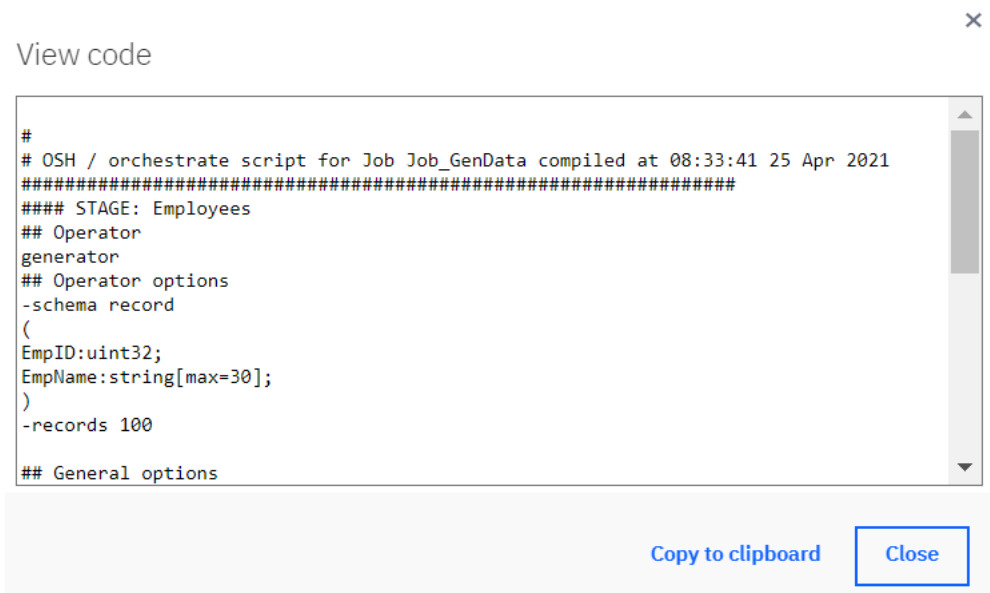 View code
#
# OSH / orchestrate script for Job Job_GenData compiled at 08:33:41 25 Apr 2021
#################################################################
#### STAGE: Employees
## Operator
generator
## Operator options
-schema record
(
EmpID:uint32;
EmpName:string[max=30];
)
-records 100
## General options
Copy to clipboard
Close